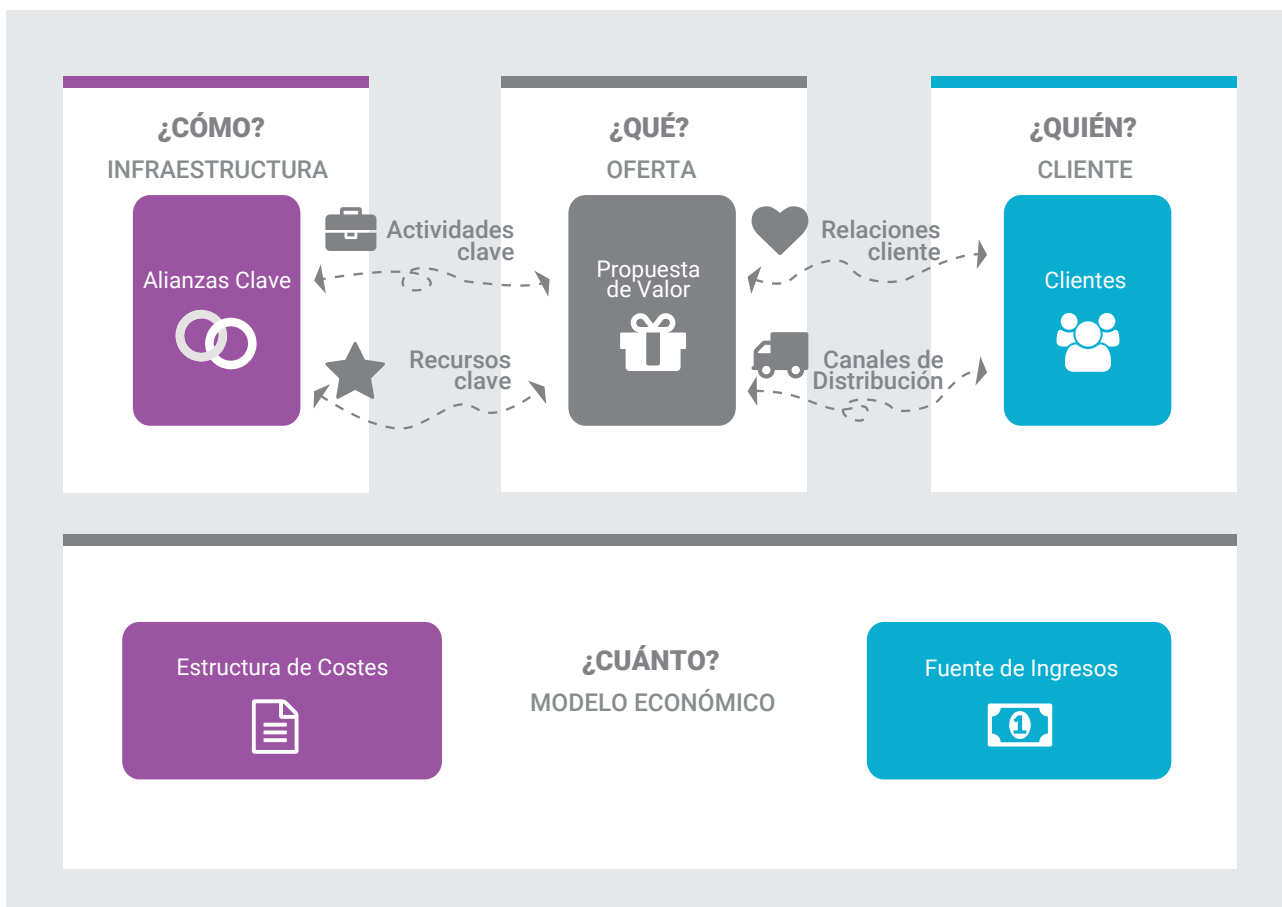 ¿CÓMO?
INFRAESTRUCTURA
Alianzas Clave
Actividades
clave
Recursos
clave
¿QUÉ?
OFERTA
Propuesta
de Valor
Relaciones
cliente
Canales de
Distribución
¿QUIÉN?
CLIENTE
Clientes
Estructura de Costes
¿CUÁNTO?
MODELO ECONÓMICO
Fuente de Ingresos
1